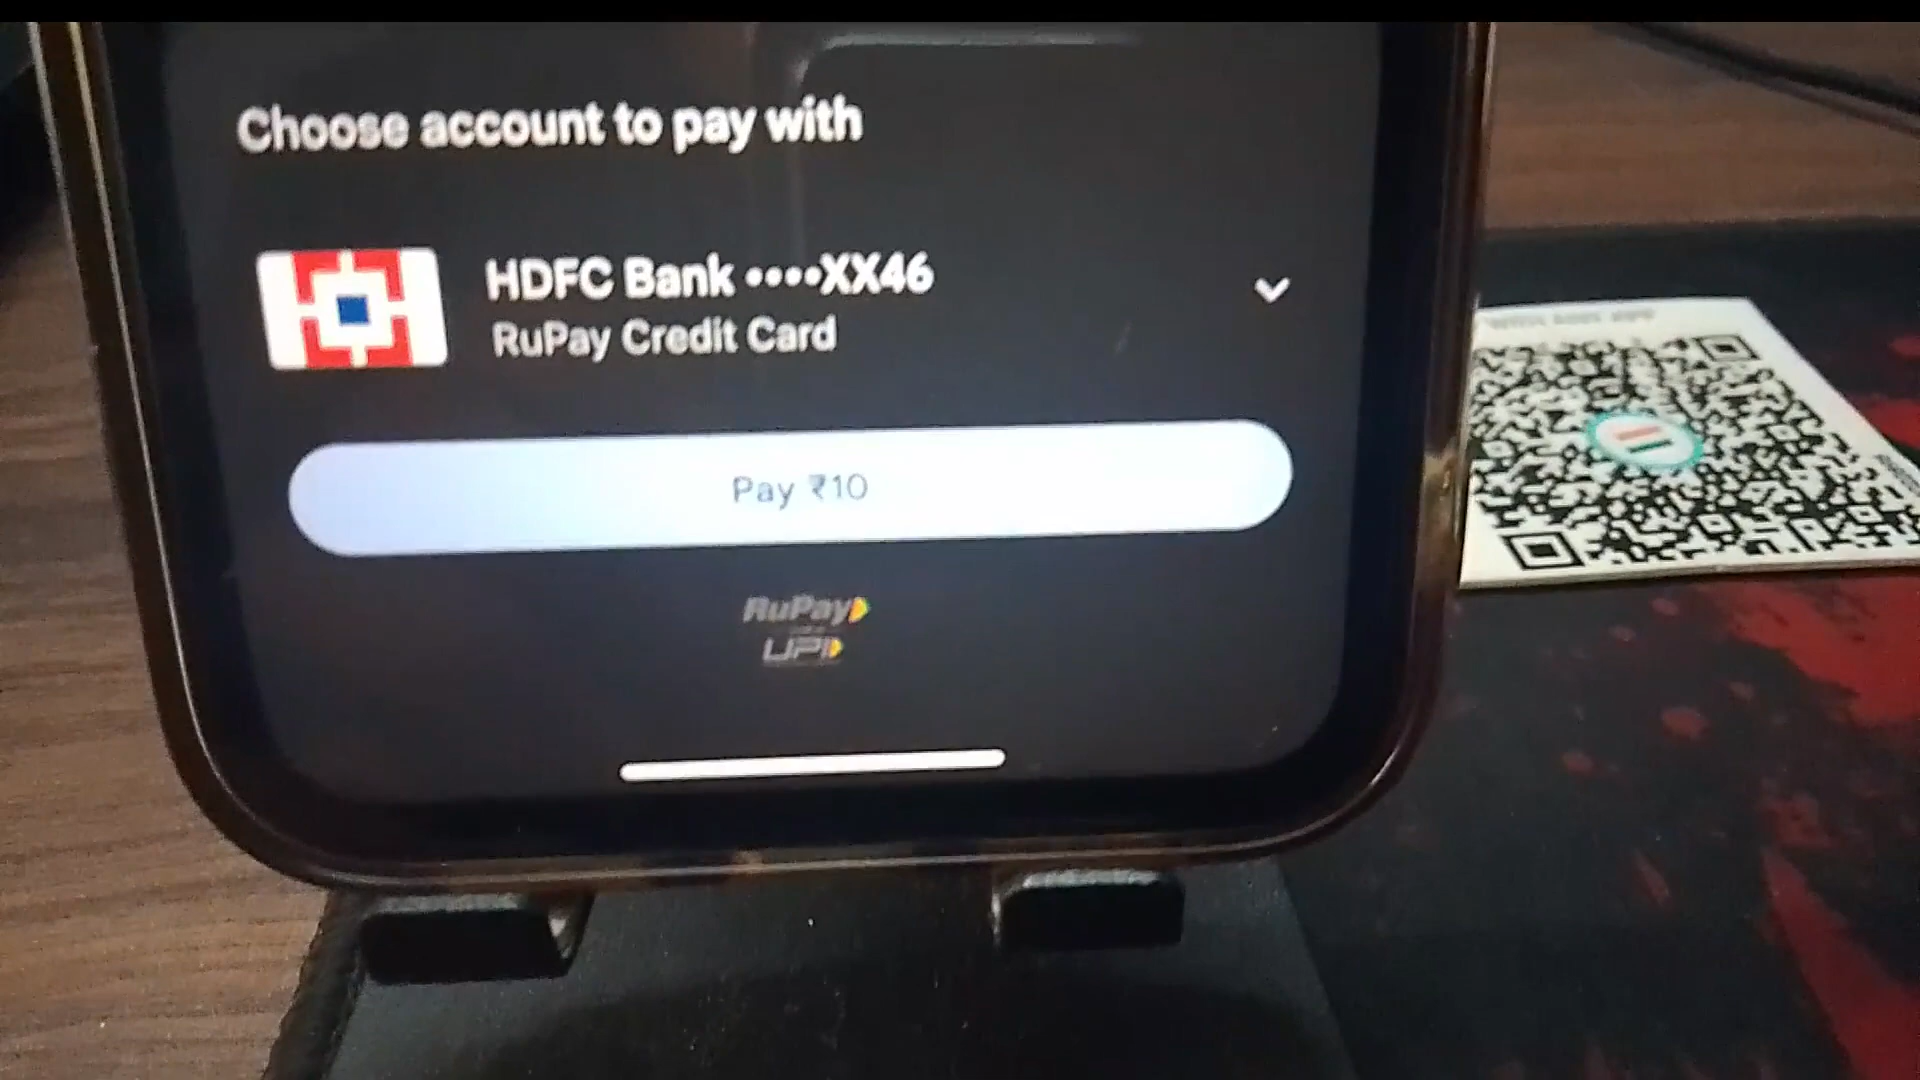 Choose account to pay with
HDFC Bank ••••XX46
RuPay Credit Card
Pay ₹10
RuPay
UPI